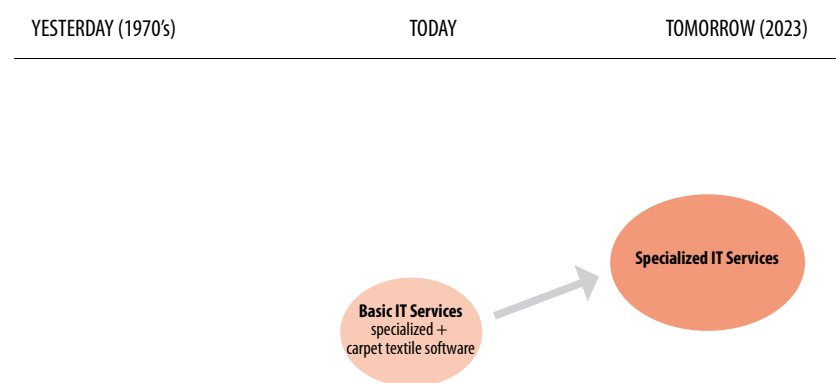 YESTERDAY (1970's) TODAY TOMORROW (2023)
Specialized IT Services
Basic IT Services
specialized +
carpet textile software